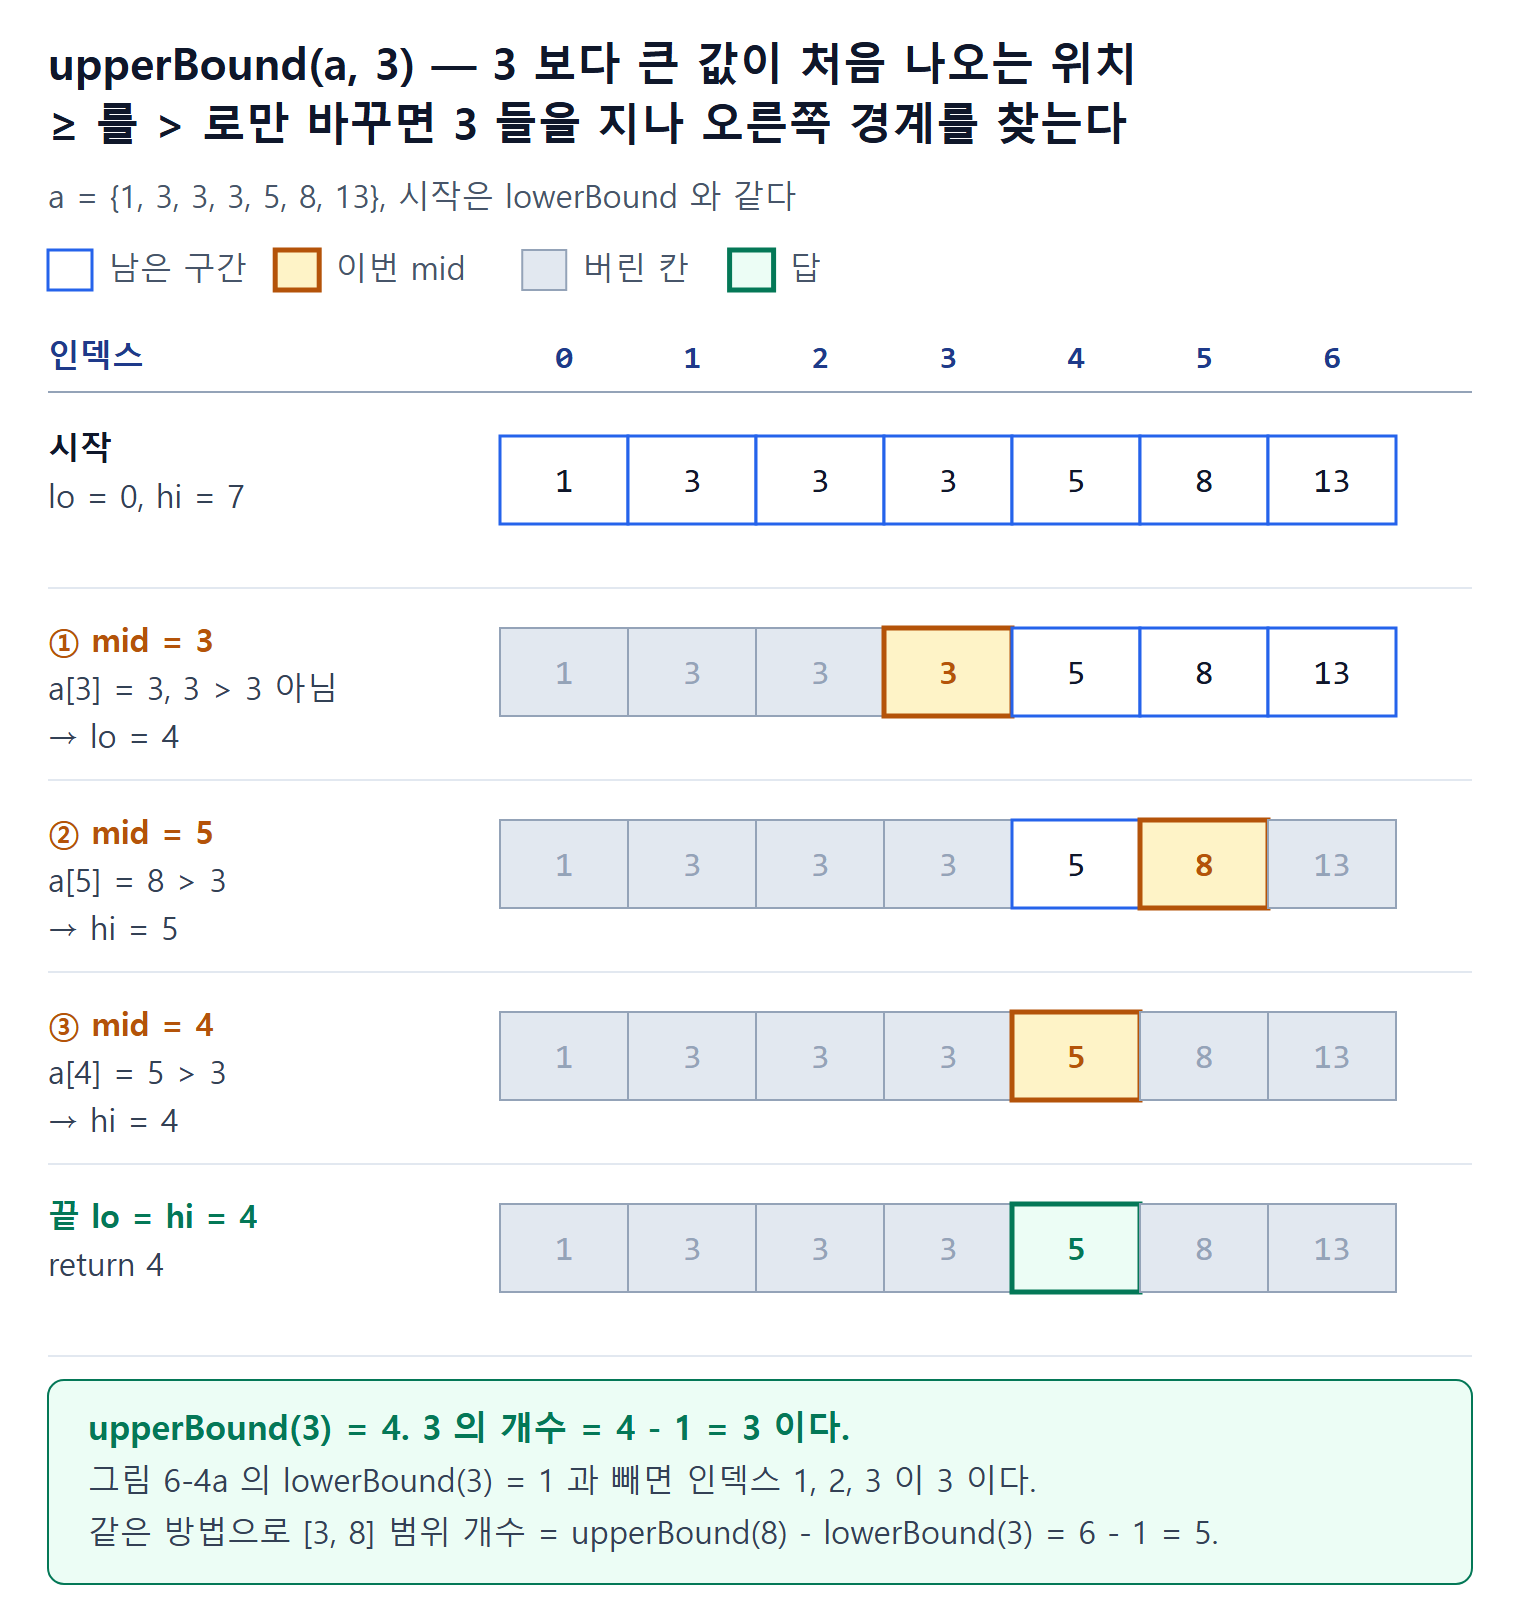 upperBound(a, 3) — 3 보다 큰 값이 처음 나오는 위치
≥ 를 > 로만 바꾸면 3 들을 지나 오른쪽 경계를 찾는다
a = {1, 3, 3, 3, 5, 8, 13}, 시작은 lowerBound 와 같다
남은 구간 이번 mid 버린 칸 답
인덱스 0 1 2 3 4 5 6
시작
lo = 0, hi = 7
1 3 3 3 5 8 13
① mid = 3
a[3] = 3, 3 > 3 아님
→ lo = 4
1 3 3 3 5 8 13
② mid = 5
a[5] = 8 > 3
→ hi = 5
1 3 3 3 5 8 13
③ mid = 4
a[4] = 5 > 3
→ hi = 4
1 3 3 3 5 8 13
끝 lo = hi = 4
return 4
1 3 3 3 5 8 13
upperBound(3) = 4. 3 의 개수 = 4 - 1 = 3 이다.
그림 6-4a 의 lowerBound(3) = 1 과 빼면 인덱스 1, 2, 3 이 3 이다.
같은 방법으로 [3, 8] 범위 개수 = upperBound(8) - lowerBound(3) = 6 - 1 = 5.